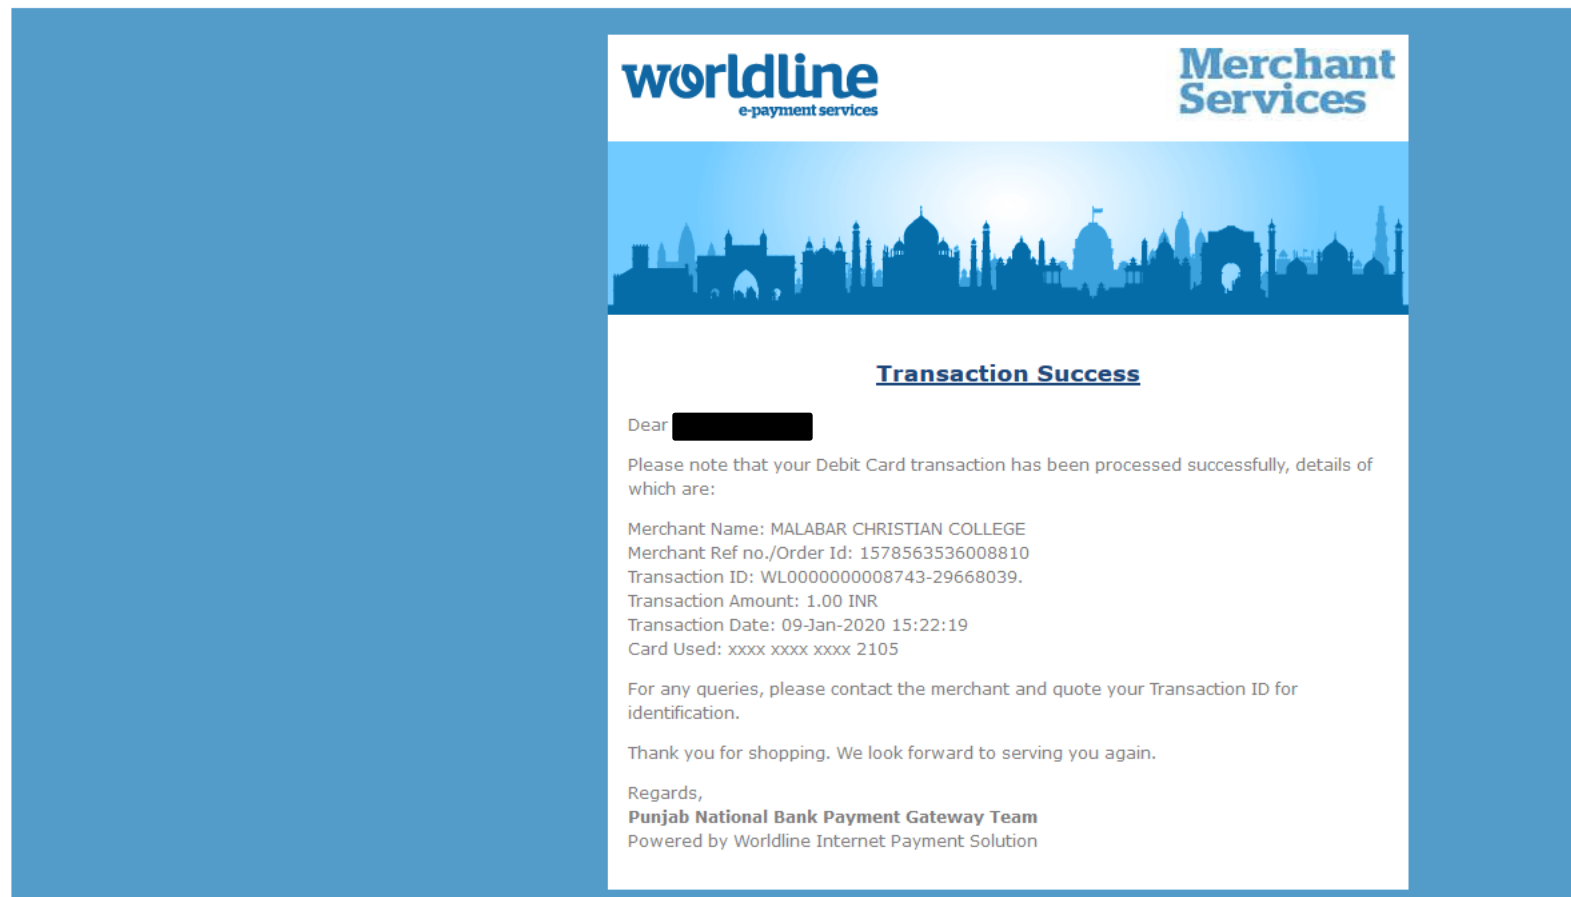 worldline
e-payment services
Merchant
Services
Transaction Success
Dear
Please note that your Debit Card transaction has been processed successfully, details of
which are:
Merchant Name: MALABAR CHRISTIAN COLLEGE
Merchant Ref no./Order Id: 1578563536008810
Transaction ID: WL0000000008743-29668039.
Transaction Amount: 1.00 INR
Transaction Date: 09-Jan-2020 15:22:19
Card Used: xxxx xxxx xxxx 2105
For any queries, please contact the merchant and quote your Transaction ID for
identification.
Thank you for shopping. We look forward to serving you again.
Regards,
Punjab National Bank Payment Gateway Team
Powered by Worldline Internet Payment Solution